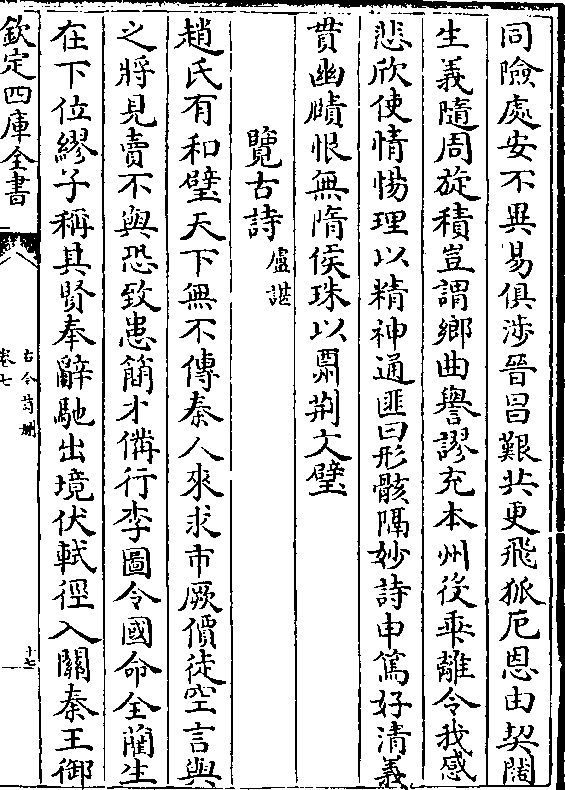 同險處安不異易俱涉晉昌艱共更飛狐厄恩由契闊
生義隨周旋積豈謂鄉曲譽謬充本州役乖離令我感
悲欣使情惕理以精神通匪曰形骸隔妙詩申篤好清義
貫幽賾恨無隋侯珠以酬荆文璧
覽古詩 盧諶
趙氏有和璧天下無不傳秦人來求市厥價徒空言與
之將見賣不與恐致患簡才備行李圖令國命全藺生
在下位繆子稱其賢奉辭馳出境伏軾徑入關秦王御
欽定四庫全書
古今詩刪
卷七
十七